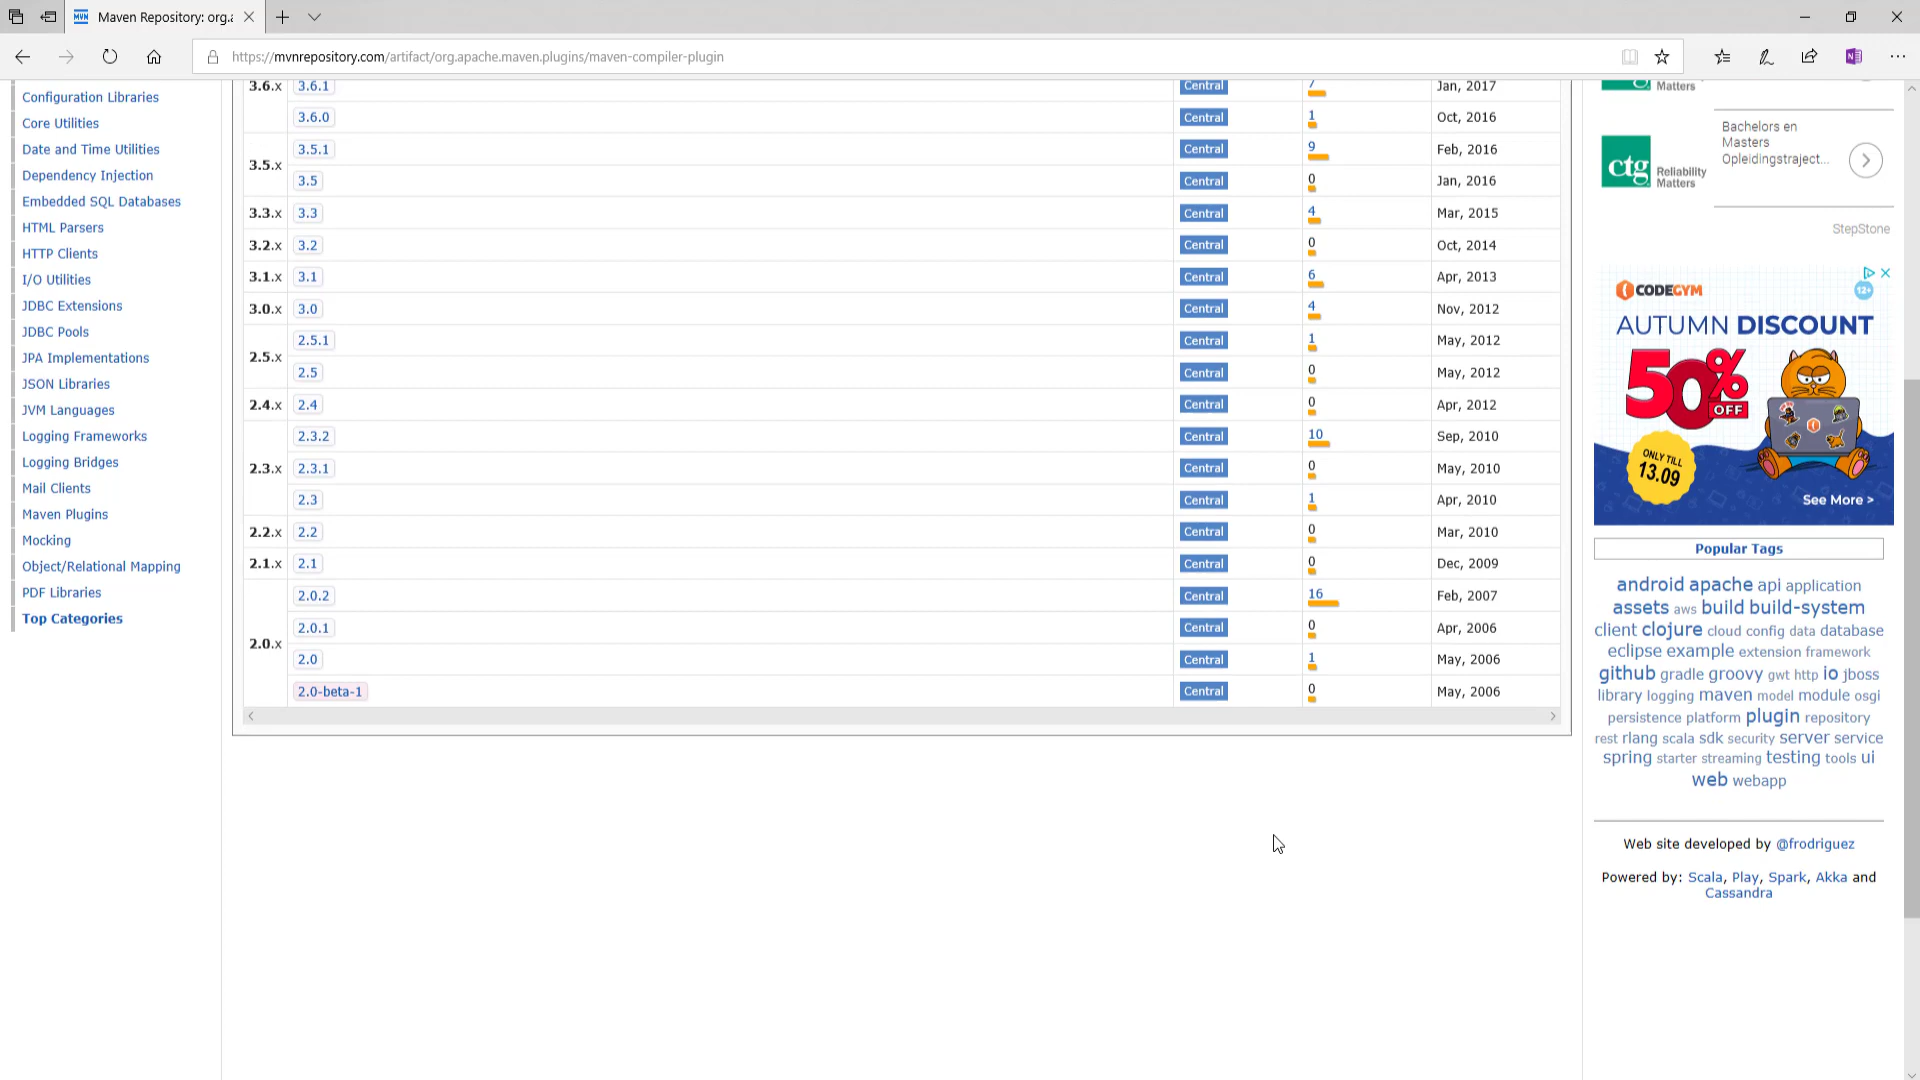 Maven Repository: org.a
https://mvnrepository.com/artifact/org.apache.maven.plugins/maven-compiler-plugin
Configuration Libraries
Core Utilities
Date and Time Utilities
Dependency Injection
Embedded SQL Databases
HTML Parsers
HTTP Clients
I/O Utilities
JDBC Extensions
JDBC Pools
JPA Implementations
JSON Libraries
JVM Languages
Logging Frameworks
Logging Bridges
Mail Clients
Maven Plugins
Mocking
Object/Relational Mapping
PDF Libraries
Top Categories
3.6.x 3.6.1 Central 7 Jan, 2017
3.6.0 Central 1 Oct, 2016
3.5.x
3.5.1 Central 9 Feb, 2016
3.5 Central 0 Jan, 2016
3.3.x 3.3 Central 4 Mar, 2015
3.2.x 3.2 Central 0 Oct, 2014
3.1.x 3.1 Central 6 Apr, 2013
3.0.x 3.0 Central 4 Nov, 2012
2.5.x
2.5.1 Central 1 May, 2012
2.5 Central 0 May, 2012
2.4.x 2.4 Central 0 Apr, 2012
2.3.x
2.3.2 Central 10 Sep, 2010
2.3.1 Central 0 May, 2010
2.3 Central 1 Apr, 2010
2.2.x 2.2 Central 0 Mar, 2010
2.1.x 2.1 Central 0 Dec, 2009
2.0.x
2.0.2 Central 16 Feb, 2007
2.0.1 Central 0 Apr, 2006
2.0 Central 1 May, 2006
2.0-beta-1 Central 0 May, 2006
Matters
ctg Reliability
Matters
Bachelors en
Masters
Opleidingstraject...
StepStone
CODEGYM
12+
AUTUMN DISCOUNT
50%
OFF
ONLY TILL
13.09
See More >
Popular Tags
android apache api application
assets aws build build-system
client clojure cloud config data database
eclipse example extension framework
github gradle groovy gwt http io jboss
library logging maven model module osgi
persistence platform plugin repository
rest rlang scala sdk security server service
spring starter streaming testing tools ui
web webapp
Web site developed by @frodriguez
Powered by: Scala, Play, Spark, Akka and
Cassandra